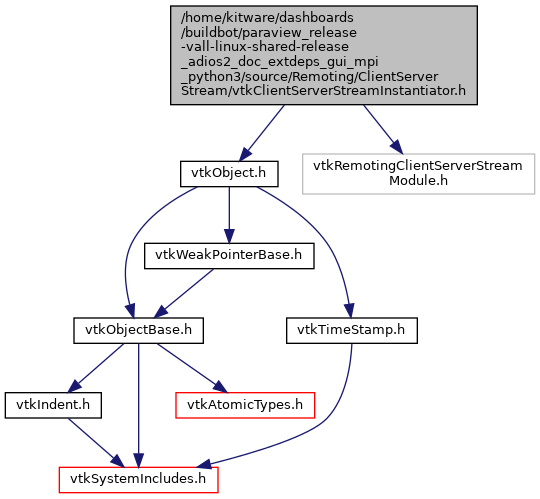 /home/kitware/dashboards
/buildbot/paraview_release
-vall-linux-shared-release
_adios2_doc_extdeps_gui_mpi
_python3/source/Remoting/ClientServer
Stream/vtkClientServerStreamInstantiator.h
vtkObject.h
vtkRemotingClientServerStream
Module.h
vtkWeakPointerBase.h
vtkObjectBase.h
vtkTimeStamp.h
vtkIndent.h
vtkAtomicTypes.h
vtkSystemIncludes.h